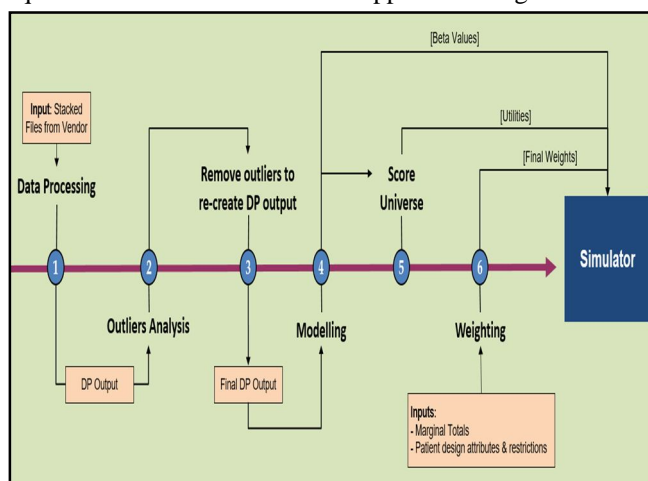 [Beta Values]
Input: Stacked
Files from Vendor
[Utilities]
[Final Weights]
Data Processing
Remove outliers to
re-create DP output
Score
Universe
1
2
3
4
5
6
Simulator
Outliers Analysis
Modelling
Weighting
DP Output
Final DP Output
Inputs:
- Marginal Totals
- Patient design attributes & restrictions